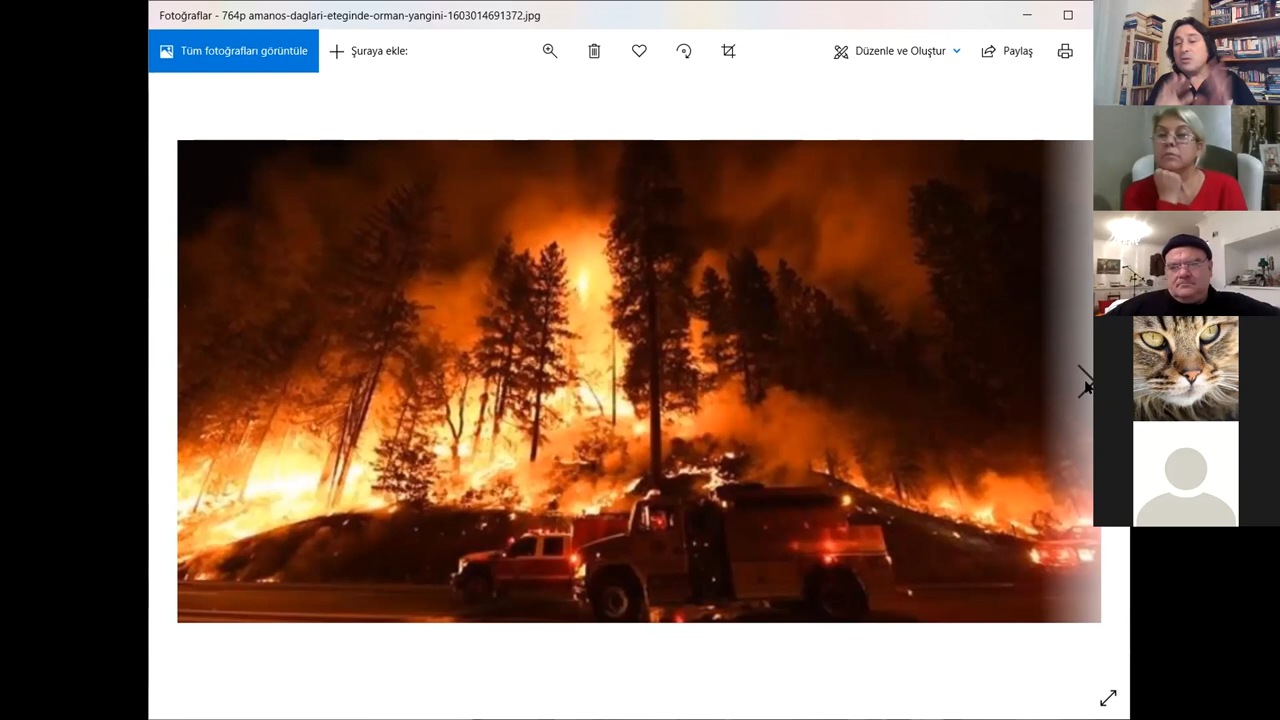 Fotoğraflar - 764p amanos-daglari-eteginde-orman-yangini-1603014691372.jpg
Tüm fotoğrafları görüntüle
Şuraya ekle:
Düzenle ve Oluştur
Paylaş